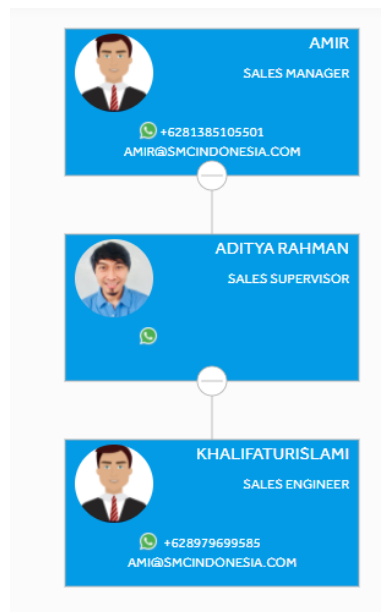 AMIR
SALES MANAGER
+6281385105501
AMIR@SMCINDONESIA.COM
ADITYA RAHMAN
SALES SUPERVISOR
KHALIFATURISLAMI
SALES ENGINEER
+628979699585
AMI@SMCINDONESIA.COM